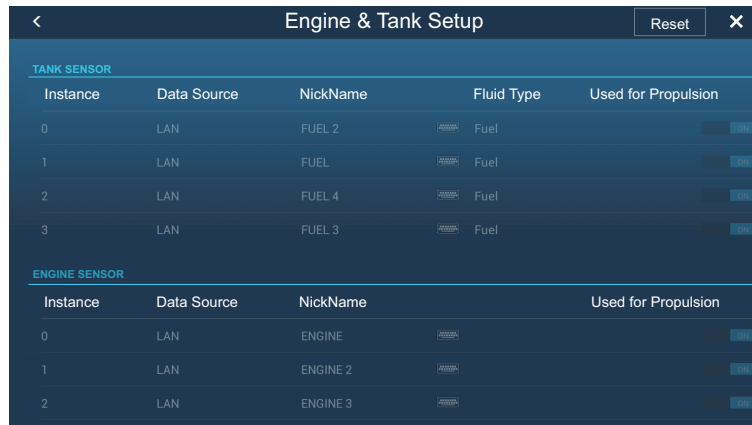 Engine & Tank Setup Reset
TANK SENSOR
Instance Data Source NickName Fluid Type Used for Propulsion
0 LAN FUEL 2 Fuel ON
1 LAN FUEL Fuel ON
2 LAN FUEL 4 Fuel ON
3 LAN FUEL 3 Fuel ON
ENGINE SENSOR
Instance Data Source NickName Used for Propulsion
0 LAN ENGINE ON
1 LAN ENGINE 2 ON
2 LAN ENGINE 3 ON